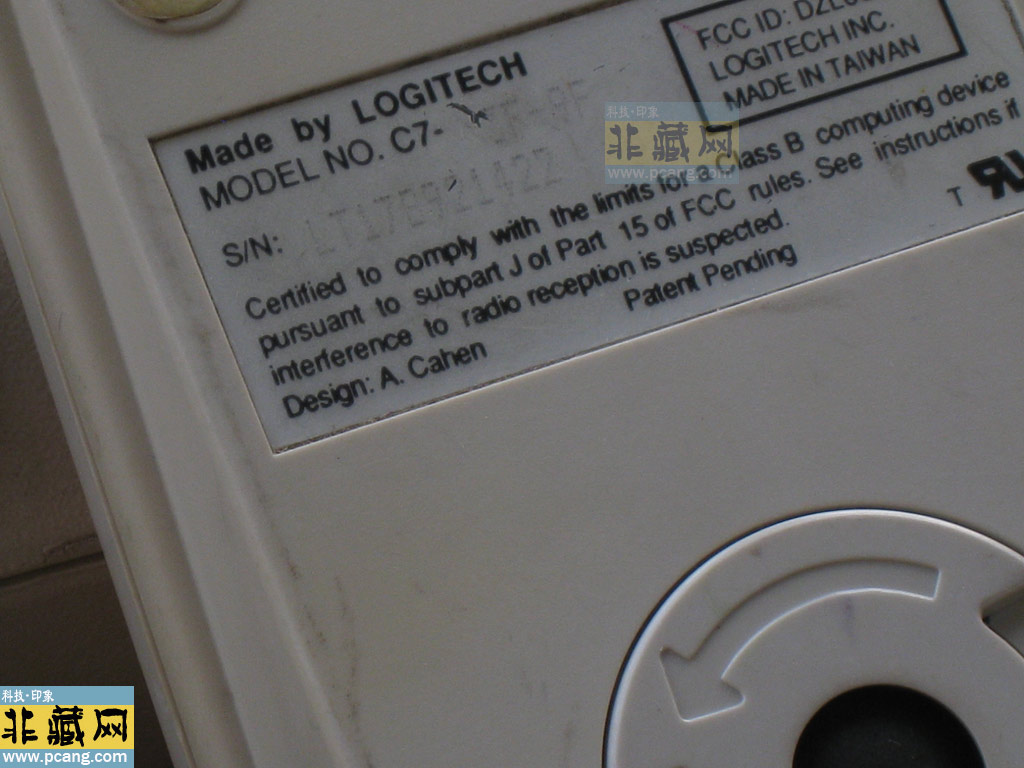 FCC ID:
LOGITECH INC.
MADE IN TAIWAN
Made by LOGITECH
MODEL NO. C7-
S/N: LT17E921422
Certified to comply with the limits for a Class B computing device
pursuant to subpart J of Part 15 of FCC rules. See instructions if
interference to radio reception is suspected.
Design: A. Cahen
Patent Pending
T
科技·印象
非藏网
www.pcang.com
科技·印象
非藏网
www.pcang.com